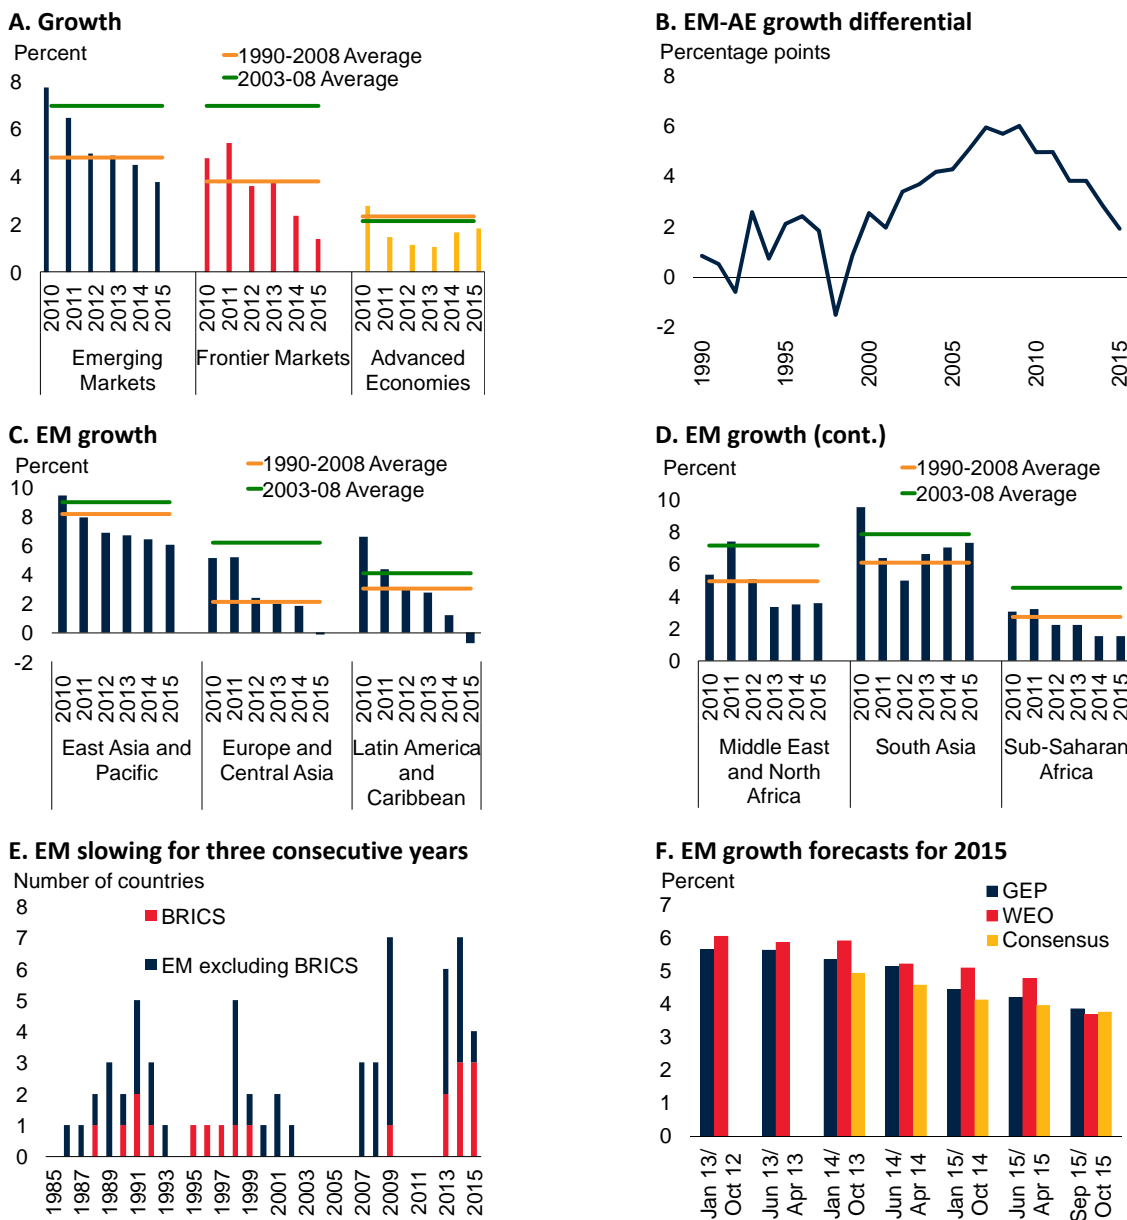 A. Growth
Percent
1990-2008 Average
2003-08 Average
8
6
4
2
0
2010
2011
2012
2013
2014
2015
2010
2011
2012
2013
2014
2015
2010
2011
2012
2013
2014
2015
Emerging
Markets
Frontier Markets
Advanced
Economies
B. EM-AE growth differential
Percentage points
8
6
4
2
0
-2
1990
1995
2000
2005
2010
2015
C. EM growth
Percent
1990-2008 Average
2003-08 Average
10
8
6
4
2
0
-2
2010
2011
2012
2013
2014
2015
2010
2011
2012
2013
2014
2015
2010
2011
2012
2013
2014
2015
East Asia and
Pacific
Europe and
Central Asia
Latin America
and
Caribbean
D. EM growth (cont.)
Percent
1990-2008 Average
2003-08 Average
10
8
6
4
2
0
2010
2011
2012
2013
2014
2015
2010
2011
2012
2013
2014
2015
2010
2011
2012
2013
2014
2015
Middle East
and North
Africa
South Asia
Sub-Saharan
Africa
E. EM slowing for three consecutive years
Number of countries
BRICS
EM excluding BRICS
8
7
6
5
4
3
2
1
0
1985
1987
1989
1991
1993
1995
1997
1999
2001
2003
2005
2007
2009
2011
2013
2015
F. EM growth forecasts for 2015
Percent
GEP
WEO
Consensus
7
6
5
4
3
2
1
0
Jan 13/
Oct 12
Jun 13/
Apr 13
Jan 14/
Oct 13
Jun 14/
Apr 14
Jan 15/
Oct 14
Jun 15/
Apr 15
Sep 15/
Oct 15